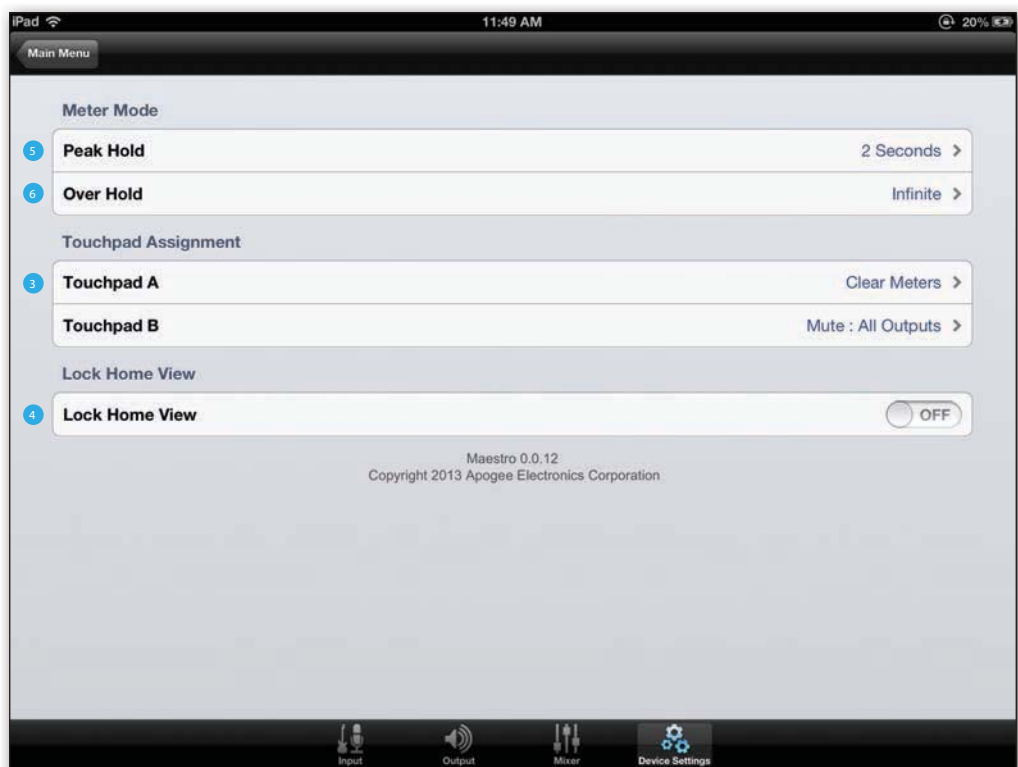 iPad 11:49 AM 20%
Main Menu
Meter Mode
5 Peak Hold 2 Seconds >
6 Over Hold Infinite >
Touchpad Assignment
3 Touchpad A Clear Meters >
Touchpad B Mute : All Outputs >
Lock Home View
4 Lock Home View OFF
Maestro 0.0.12
Copyright 2013 Apogee Electronics Corporation
Input Output Mixer Device Settings